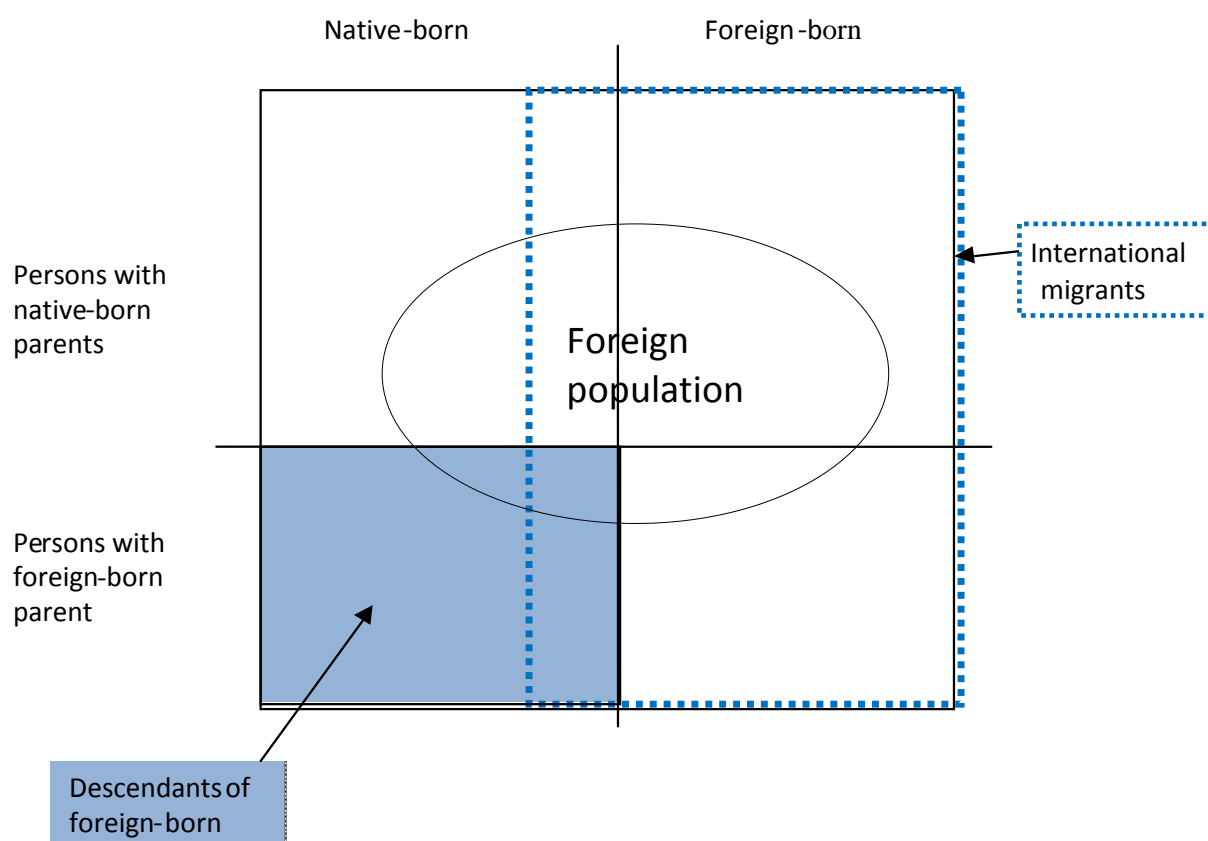 Native-born
Foreign-born
Persons with
native-born
parents
Foreign
population
International
migrants
Persons with
foreign-born
parent
Descendants of
foreign-born